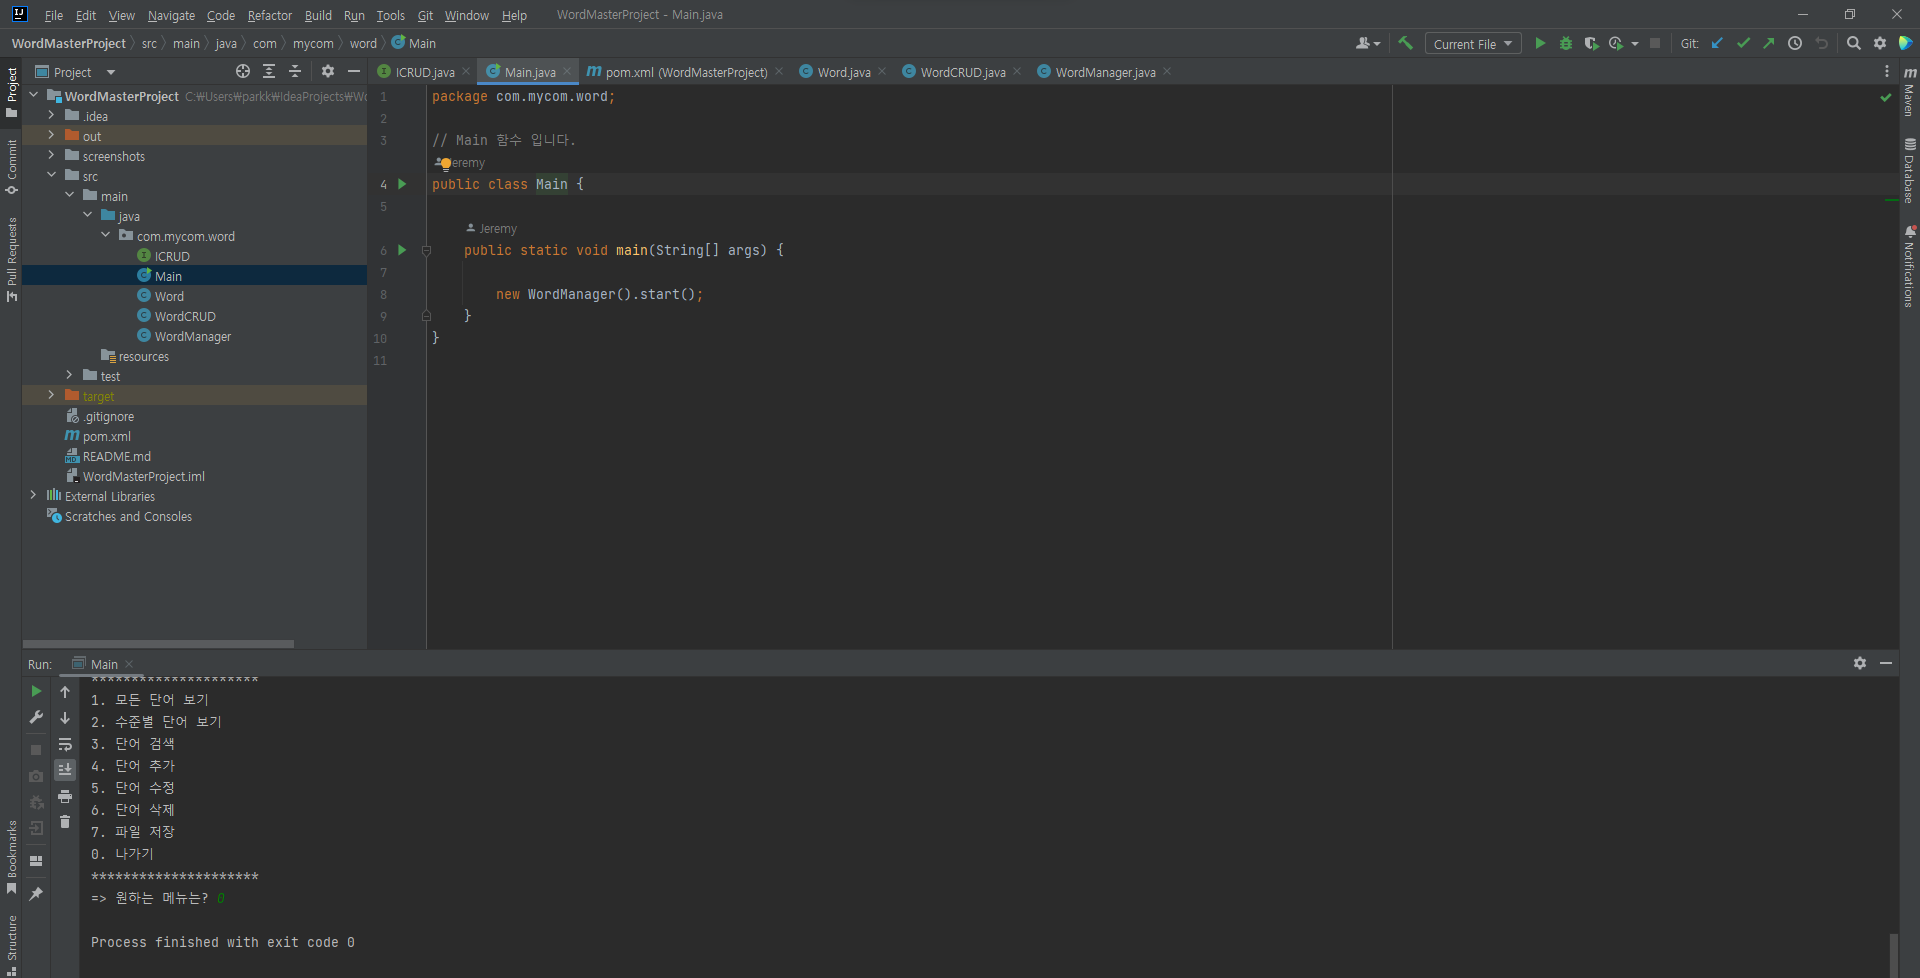 IJ File Edit View Navigate Code Refactor Build Run Tools Git Window Help WordMasterProject - Main.java
WordMasterProject src main java com mycom word Main
Current File
Git:
Project
ICRUD.java Main.java m pom.xml (WordMasterProject) Word.java WordCRUD.java WordManager.java
WordMasterProject C:₩Users₩parkk₩IdeaProjects₩Wo
.idea
out
screenshots
src
main
java
com.mycom.word
ICRUD
Main
Word
WordCRUD
WordManager
resources
test
target
.gitignore
m pom.xml
README.md
WordMasterProject.iml
External Libraries
Scratches and Consoles
1 package com.mycom.word;
2
3 // Main 함수 입니다.
Jeremy
4 public class Main {
5
Jeremy
6 public static void main(String[] args) {
7
8 new WordManager().start();
9 }
10 }
11
Project
Commit
Pull Requests
Bookmarks
Structure
m Maven
Database
Notifications
Run: Main
*********************
1. 모든 단어 보기
2. 수준별 단어 보기
3. 단어 검색
4. 단어 추가
5. 단어 수정
6. 단어 삭제
7. 파일 저장
0. 나가기
*********************
=> 원하는 메뉴는? 0
Process finished with exit code 0